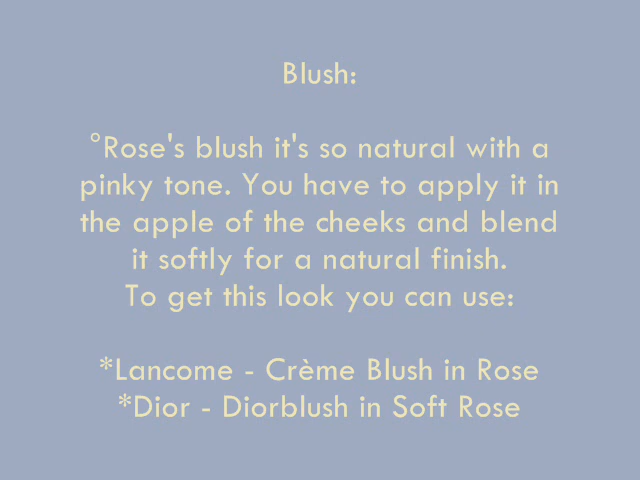 Blush:
°Rose's blush it's so natural with a
pinky tone. You have to apply it in
the apple of the cheeks and blend
it softly for a natural finish.
To get this look you can use:
*Lancome - Crème Blush in Rose
*Dior - Diorblush in Soft Rose